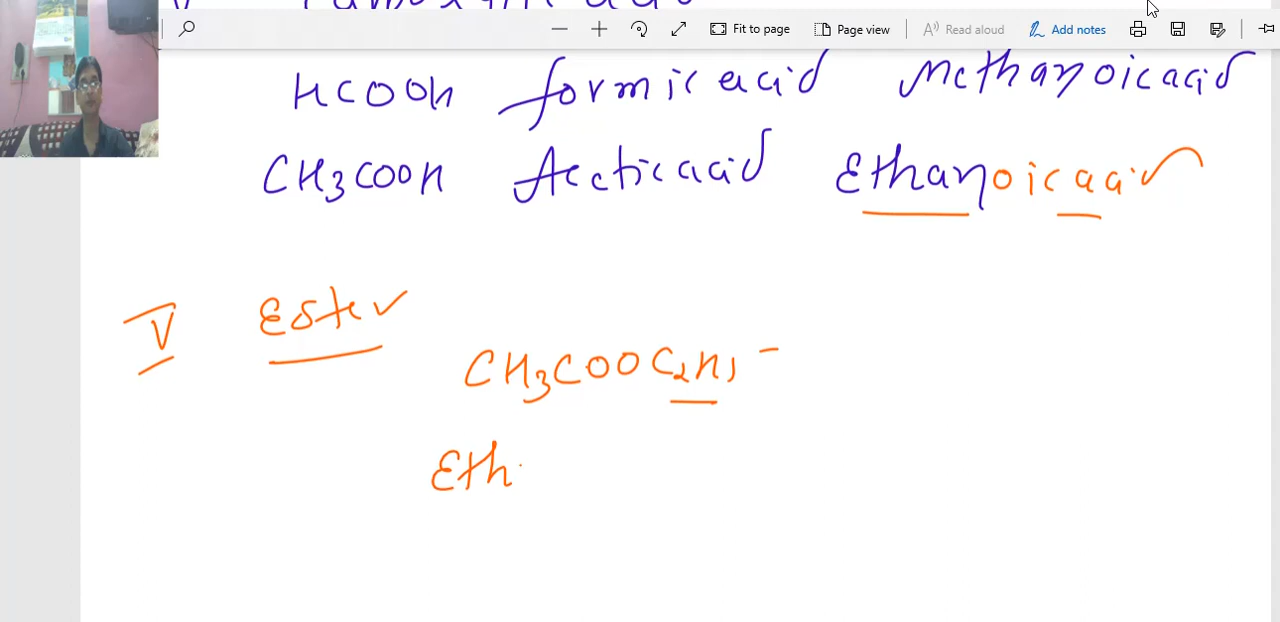 Fit to page
Page view
Read aloud
Add notes
HCOOH formic acid Methanoic acid
CH3COOH Acetic acid Ethanoic acid
V Ester
CH3COOC2H5 -
Eth